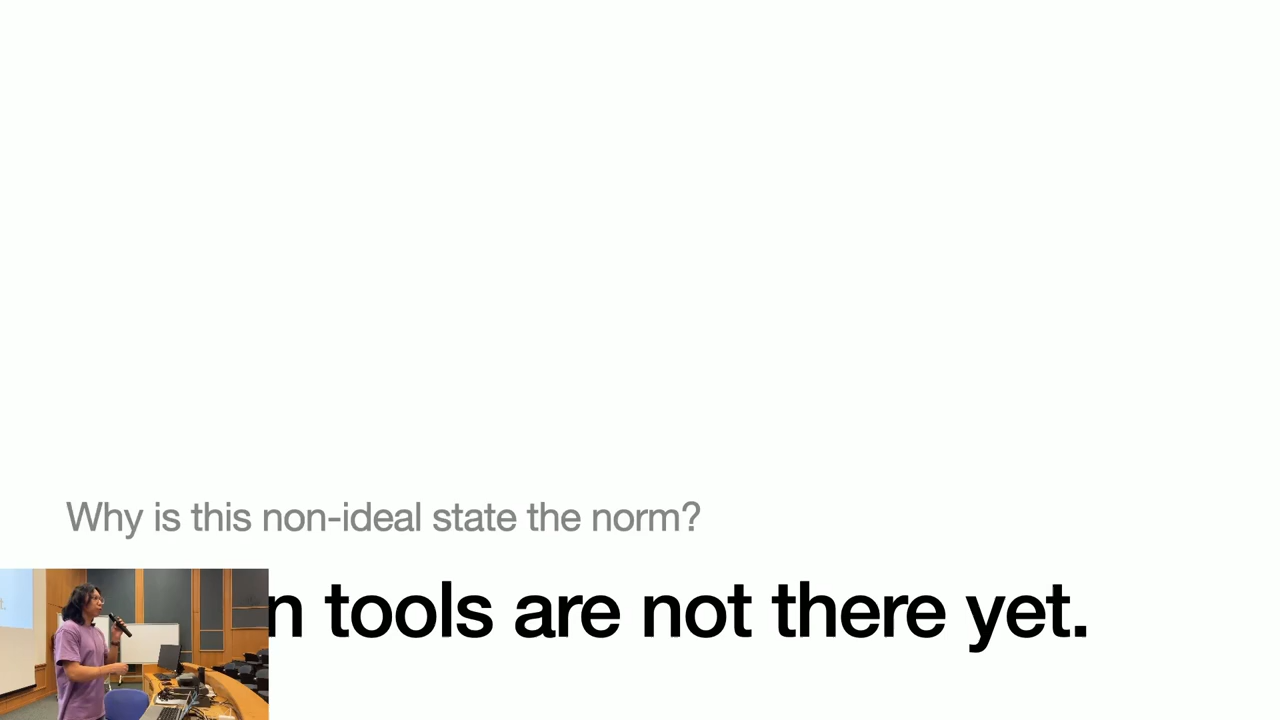 Why is this non-ideal state the norm?
n tools are not there yet.